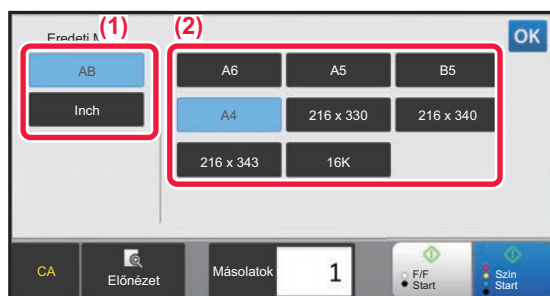 (1)
(2)
Eredeti M
OK
AB
Inch
A6
A5
B5
A4
216 x 330
216 x 340
216 x 343
16K
CA
Előnézet
Másolatok
1
F/F
Start
Szín
Start